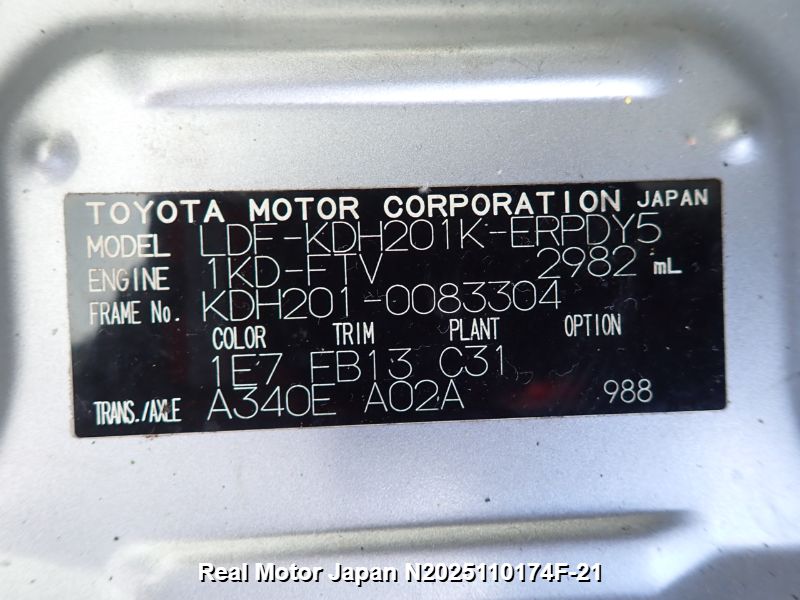 TOYOTA MOTOR CORPORATION JAPAN
MODEL LDF-KDH201K-ERPDY5
ENGINE 1KD-FTV 2982 mL
FRAME No. KDH201-0083304
COLOR TRIM PLANT OPTION
1E7 FB13 C31
TRANS./AXLE A340E A02A 988
Real Motor Japan N2025110174F-21